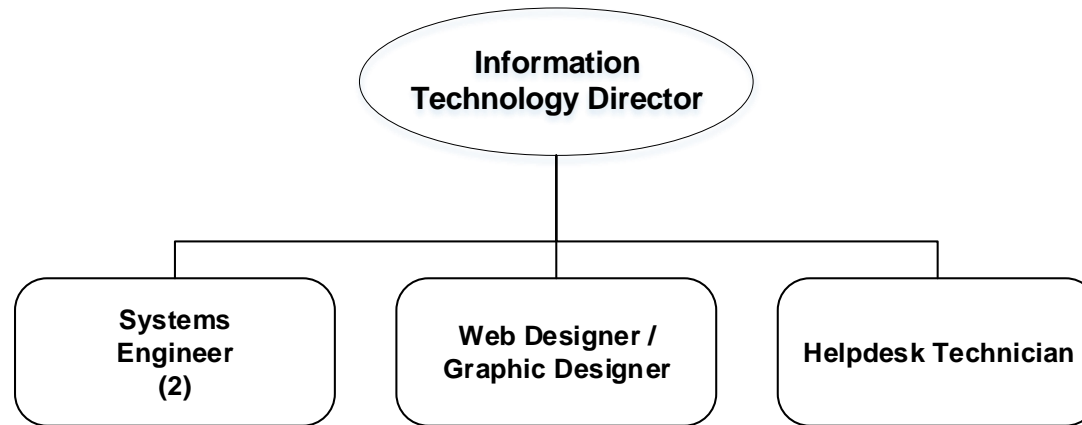 Information
Technology Director
Systems
Engineer
(2)
Web Designer /
Graphic Designer
Helpdesk Technician